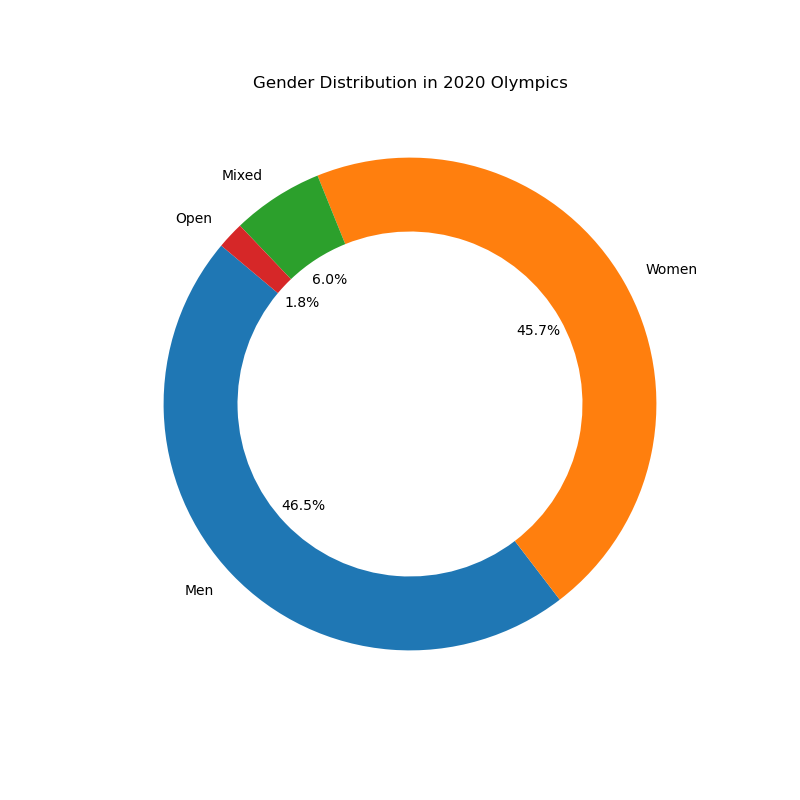 Gender Distribution in 2020 Olympics
Mixed
Open
Women
6.0%
1.8%
45.7%
46.5%
Men